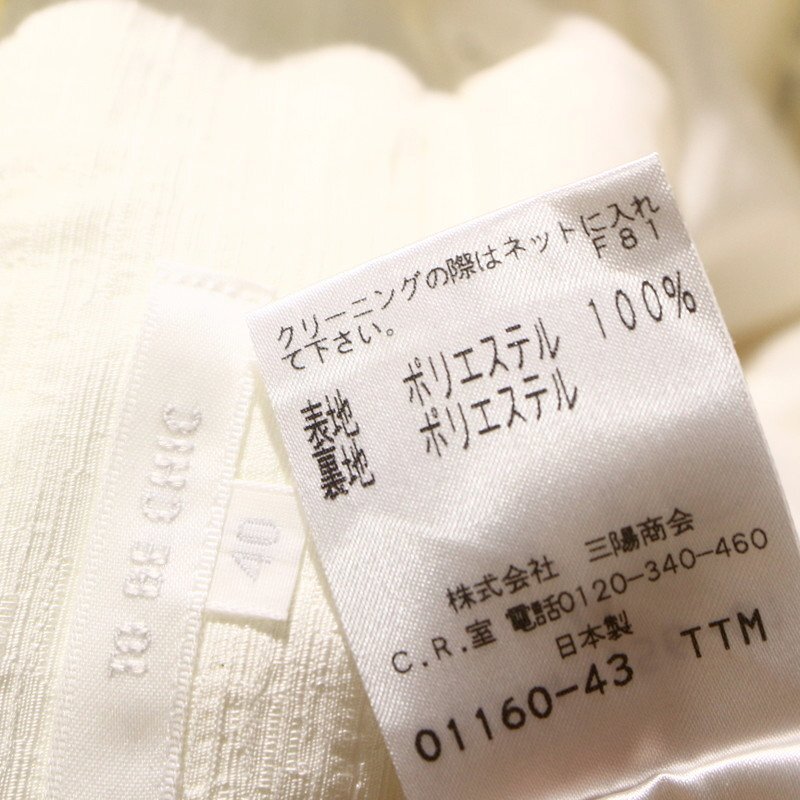 クリーニングの際はネットに入れ
て下さい。
F81
表地 ポリエステル 100%
裏地 ポリエステル
株式会社 三陽商会
C.R.室 電話0120-340-460
日本製
01160-43 TTM
40